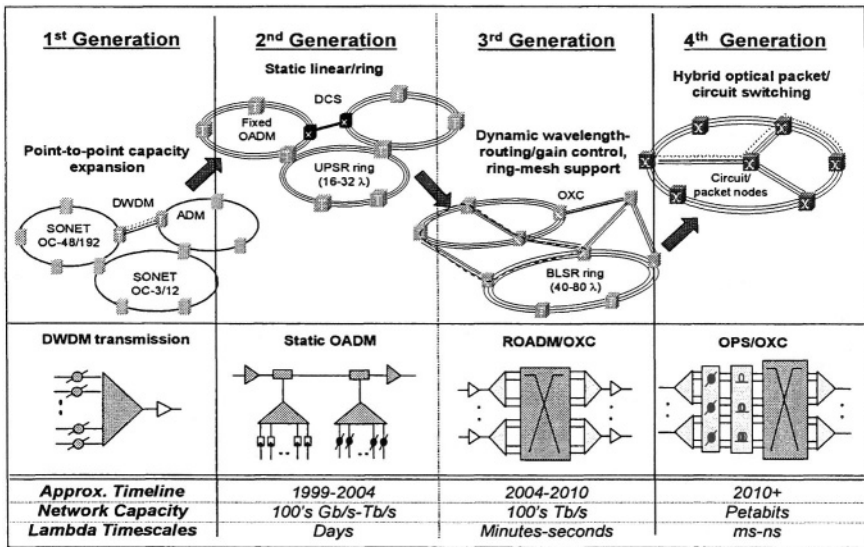 1st Generation
2nd Generation
3rd Generation
4th Generation
Static linear/ring
Hybrid optical packet/
circuit switching
DCS
Fixed
OADM
UPSR ring
(16-32 λ)
Point-to-point capacity
expansion
DWDM
ADM
SONET
OC-48/192
SONET
OC-3/12
Dynamic wavelength-
routing/gain control,
ring-mesh support
OXC
BLSR ring
(40-80 λ)
Circuit/
packet nodes
DWDM transmission
Static OADM
ROADM/OXC
OPS/OXC
Approx. Timeline 1999-2004 2004-2010 2010+
Network Capacity 100's Gb/s-Tb/s 100's Tb/s Petabits
Lambda Timescales Days Minutes-seconds ms-ns